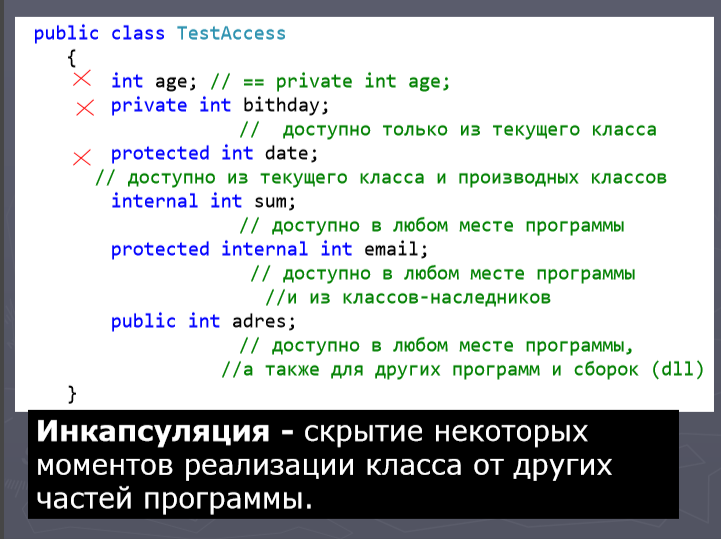 public class TestAccess
{
int age; // == private int age;
private int bithday;
// доступно только из текущего класса
protected int date;
// доступно из текущего класса и производных классов
internal int sum;
// доступно в любом месте программы
protected internal int email;
// доступно в любом месте программы
//и из классов-наследников
public int adres;
// доступно в любом месте программы,
//а также для других программ и сборок (dll)
}
Инкапсуляция - скрытие некоторых
моментов реализации класса от других
частей программы.